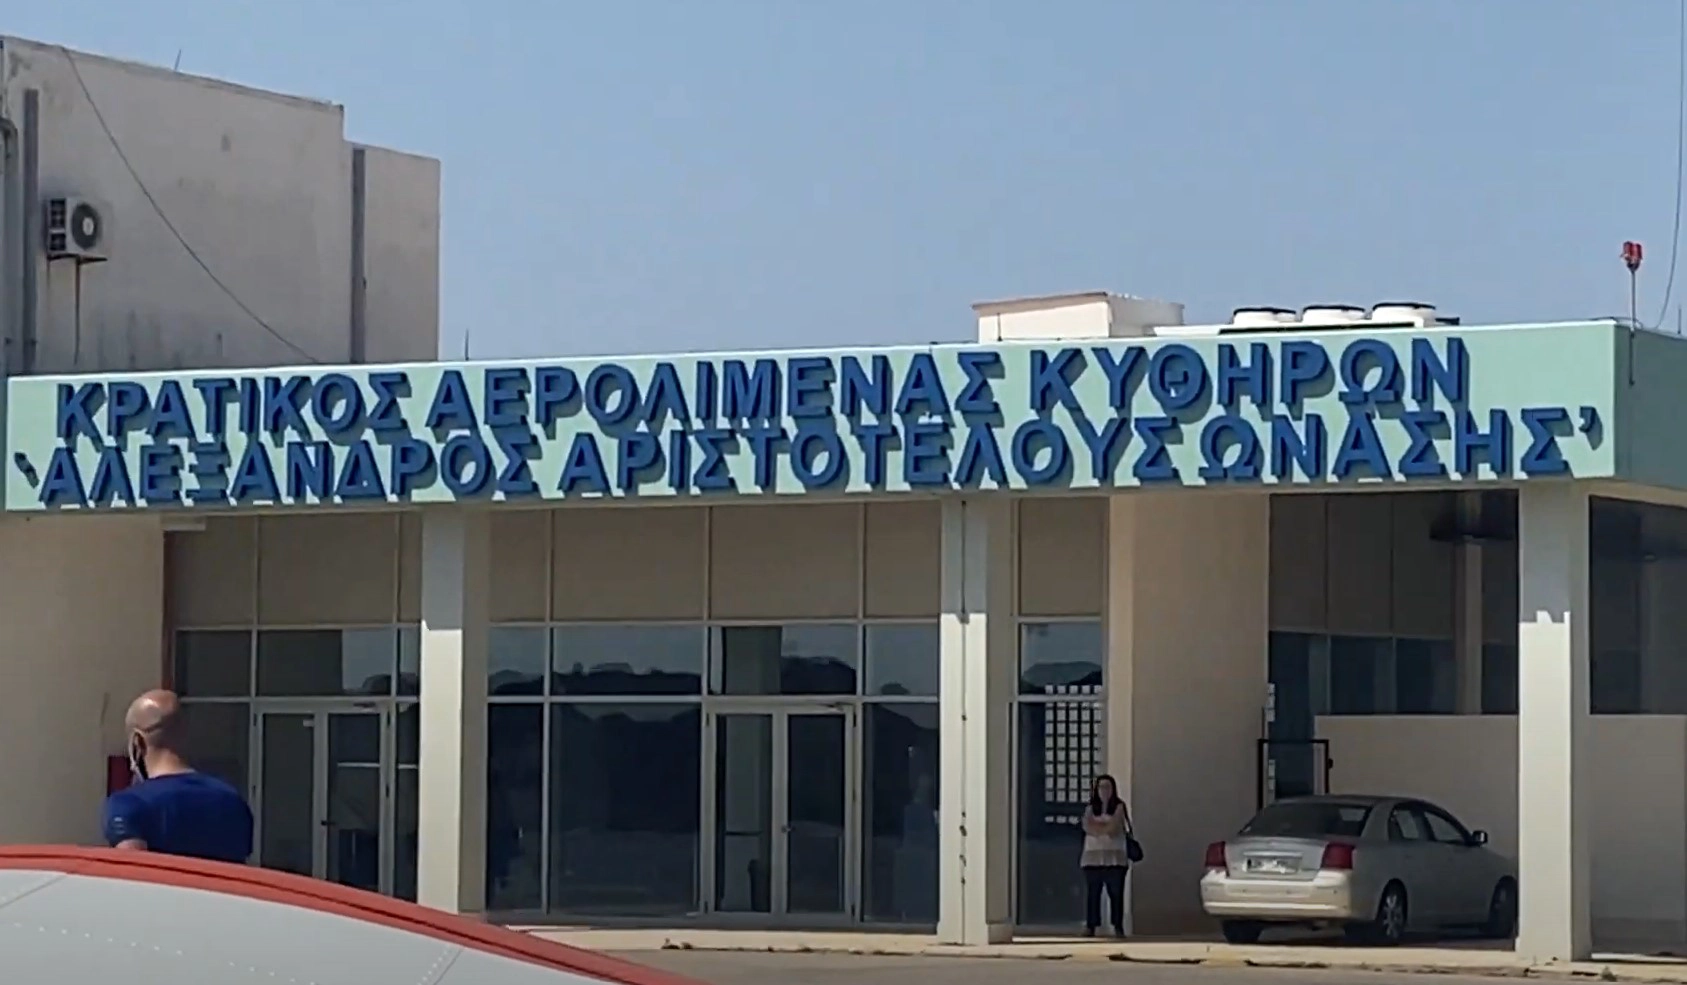 ΚΡΑΤΙΚΟΣ ΑΕΡΟΛΙΜΕΝΑΣ ΚΥΘΗΡΩΝ
‘ΑΛΕΞΑΝΔΡΟΣ ΑΡΙΣΤΟΤΕΛΟΥΣ ΩΝΑΣΗΣ’